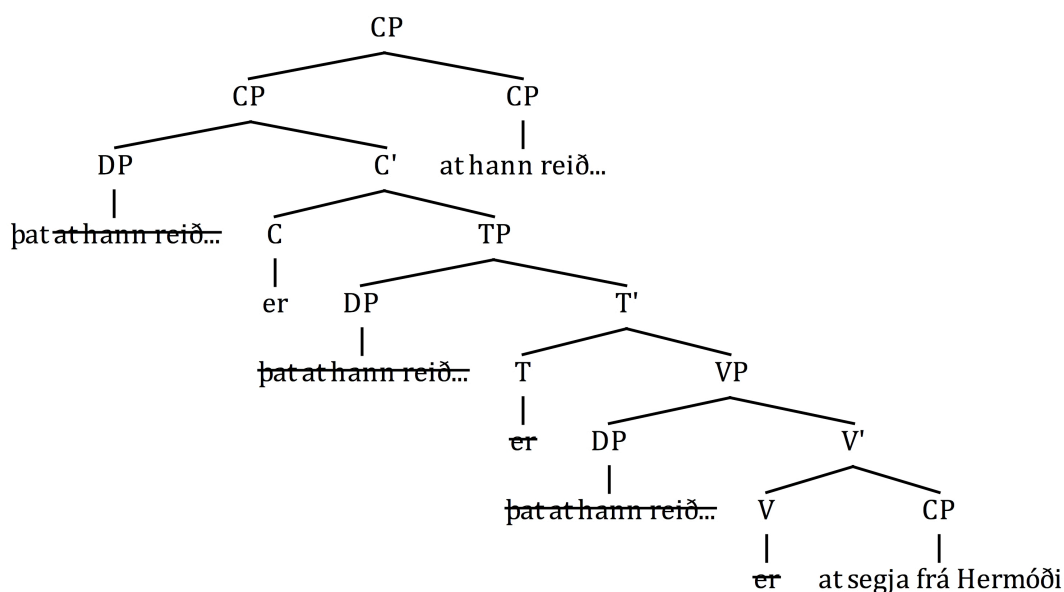 CP
CP CP
DP C' at hann reið...
þat at hann reið... C TP
er DP T'
þat at hann reið... T VP
er DP V'
þat at hann reið... V CP
er at segja frá Hermóði